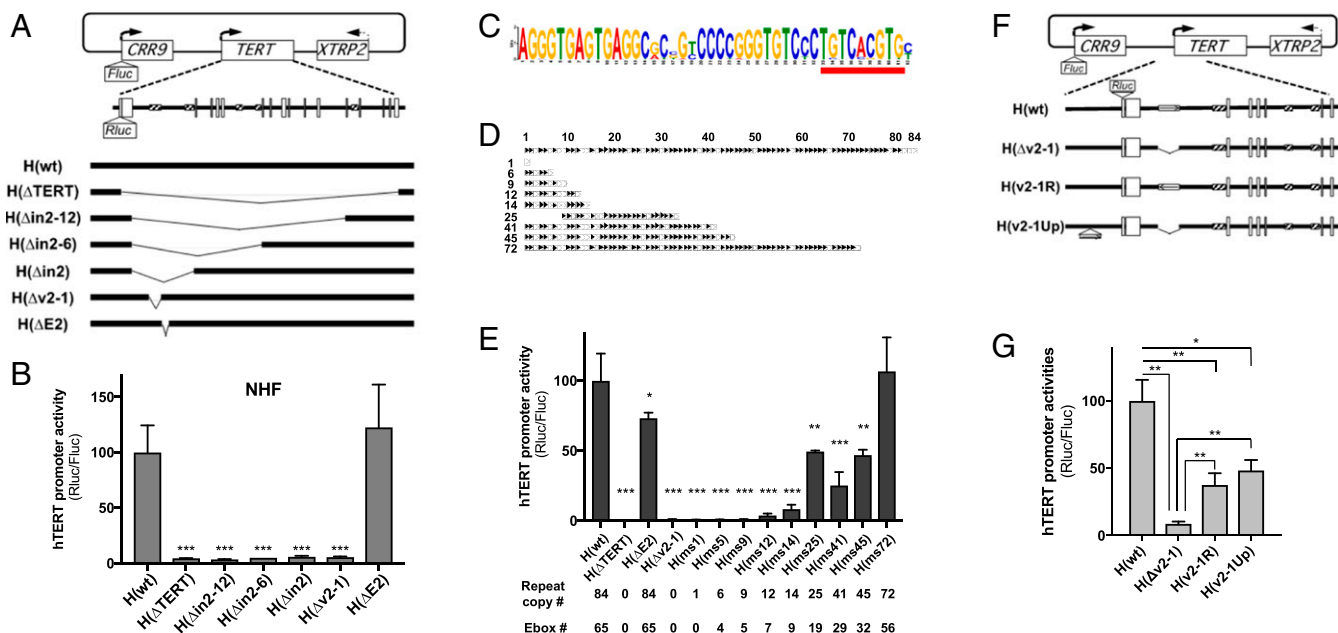 A
CRR9
TERT
XTRP2
Fluc
Rluc
H(wt)
H(ΔTERT)
H(Δin2-12)
H(Δin2-6)
H(Δin2)
H(Δv2-1)
H(ΔE2)
B
NHF
hTERT promoter activity
(Rluc/Fluc)
150
100
50
0
*** *** *** *** ***
H(wt) H(ΔTERT) H(Δin2-12) H(Δin2-6) H(Δin2) H(Δv2-1) H(ΔE2)
C
D
1 10 20 30 40 50 60 70 80 84
1
6
9
12
14
25
41
45
72
E
hTERT promoter activity
(Rluc/Fluc)
100
50
0
*** * *** *** *** *** *** *** ** *** **
H(wt) H(ΔTERT) H(ΔE2) H(Δv2-1) H(ms1) H(ms5) H(ms9) H(ms12) H(ms14) H(ms25) H(ms41) H(ms45) H(ms72)
Repeat copy # 84 0 84 0 1 6 9 12 14 25 41 45 72
Ebox # 65 0 65 0 0 4 5 7 9 19 29 32 56
F
CRR9
TERT
XTRP2
Fluc
Rluc
H(wt)
H(Δv2-1)
H(v2-1R)
H(v2-1Up)
G
hTERT promoter activities
(Rluc/Fluc)
100
50
0
*
**
** **
**
H(wt) H(Δv2-1) H(v2-1R) H(v2-1Up)